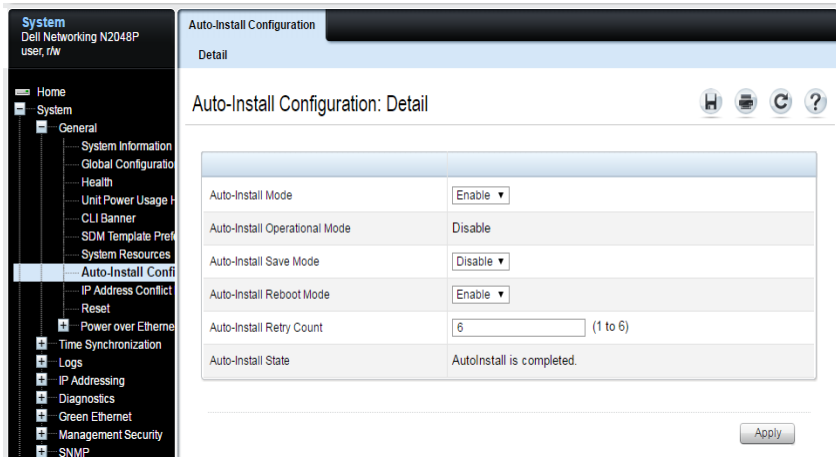 System
Dell Networking N2048P
user, r/w
Home
System
General
System Information
Global Configuratio
Health
Unit Power Usage H
CLI Banner
SDM Template Pref
System Resources
Auto-Install Confi
IP Address Conflict
Reset
Power over Etherne
Time Synchronization
Logs
IP Addressing
Diagnostics
Green Ethernet
Management Security
SNMP
Auto-Install Configuration
Detail
Auto-Install Configuration: Detail
Auto-Install Mode Enable
Auto-Install Operational Mode Disable
Auto-Install Save Mode Disable
Auto-Install Reboot Mode Enable
Auto-Install Retry Count 6 (1 to 6)
Auto-Install State AutoInstall is completed.
Apply